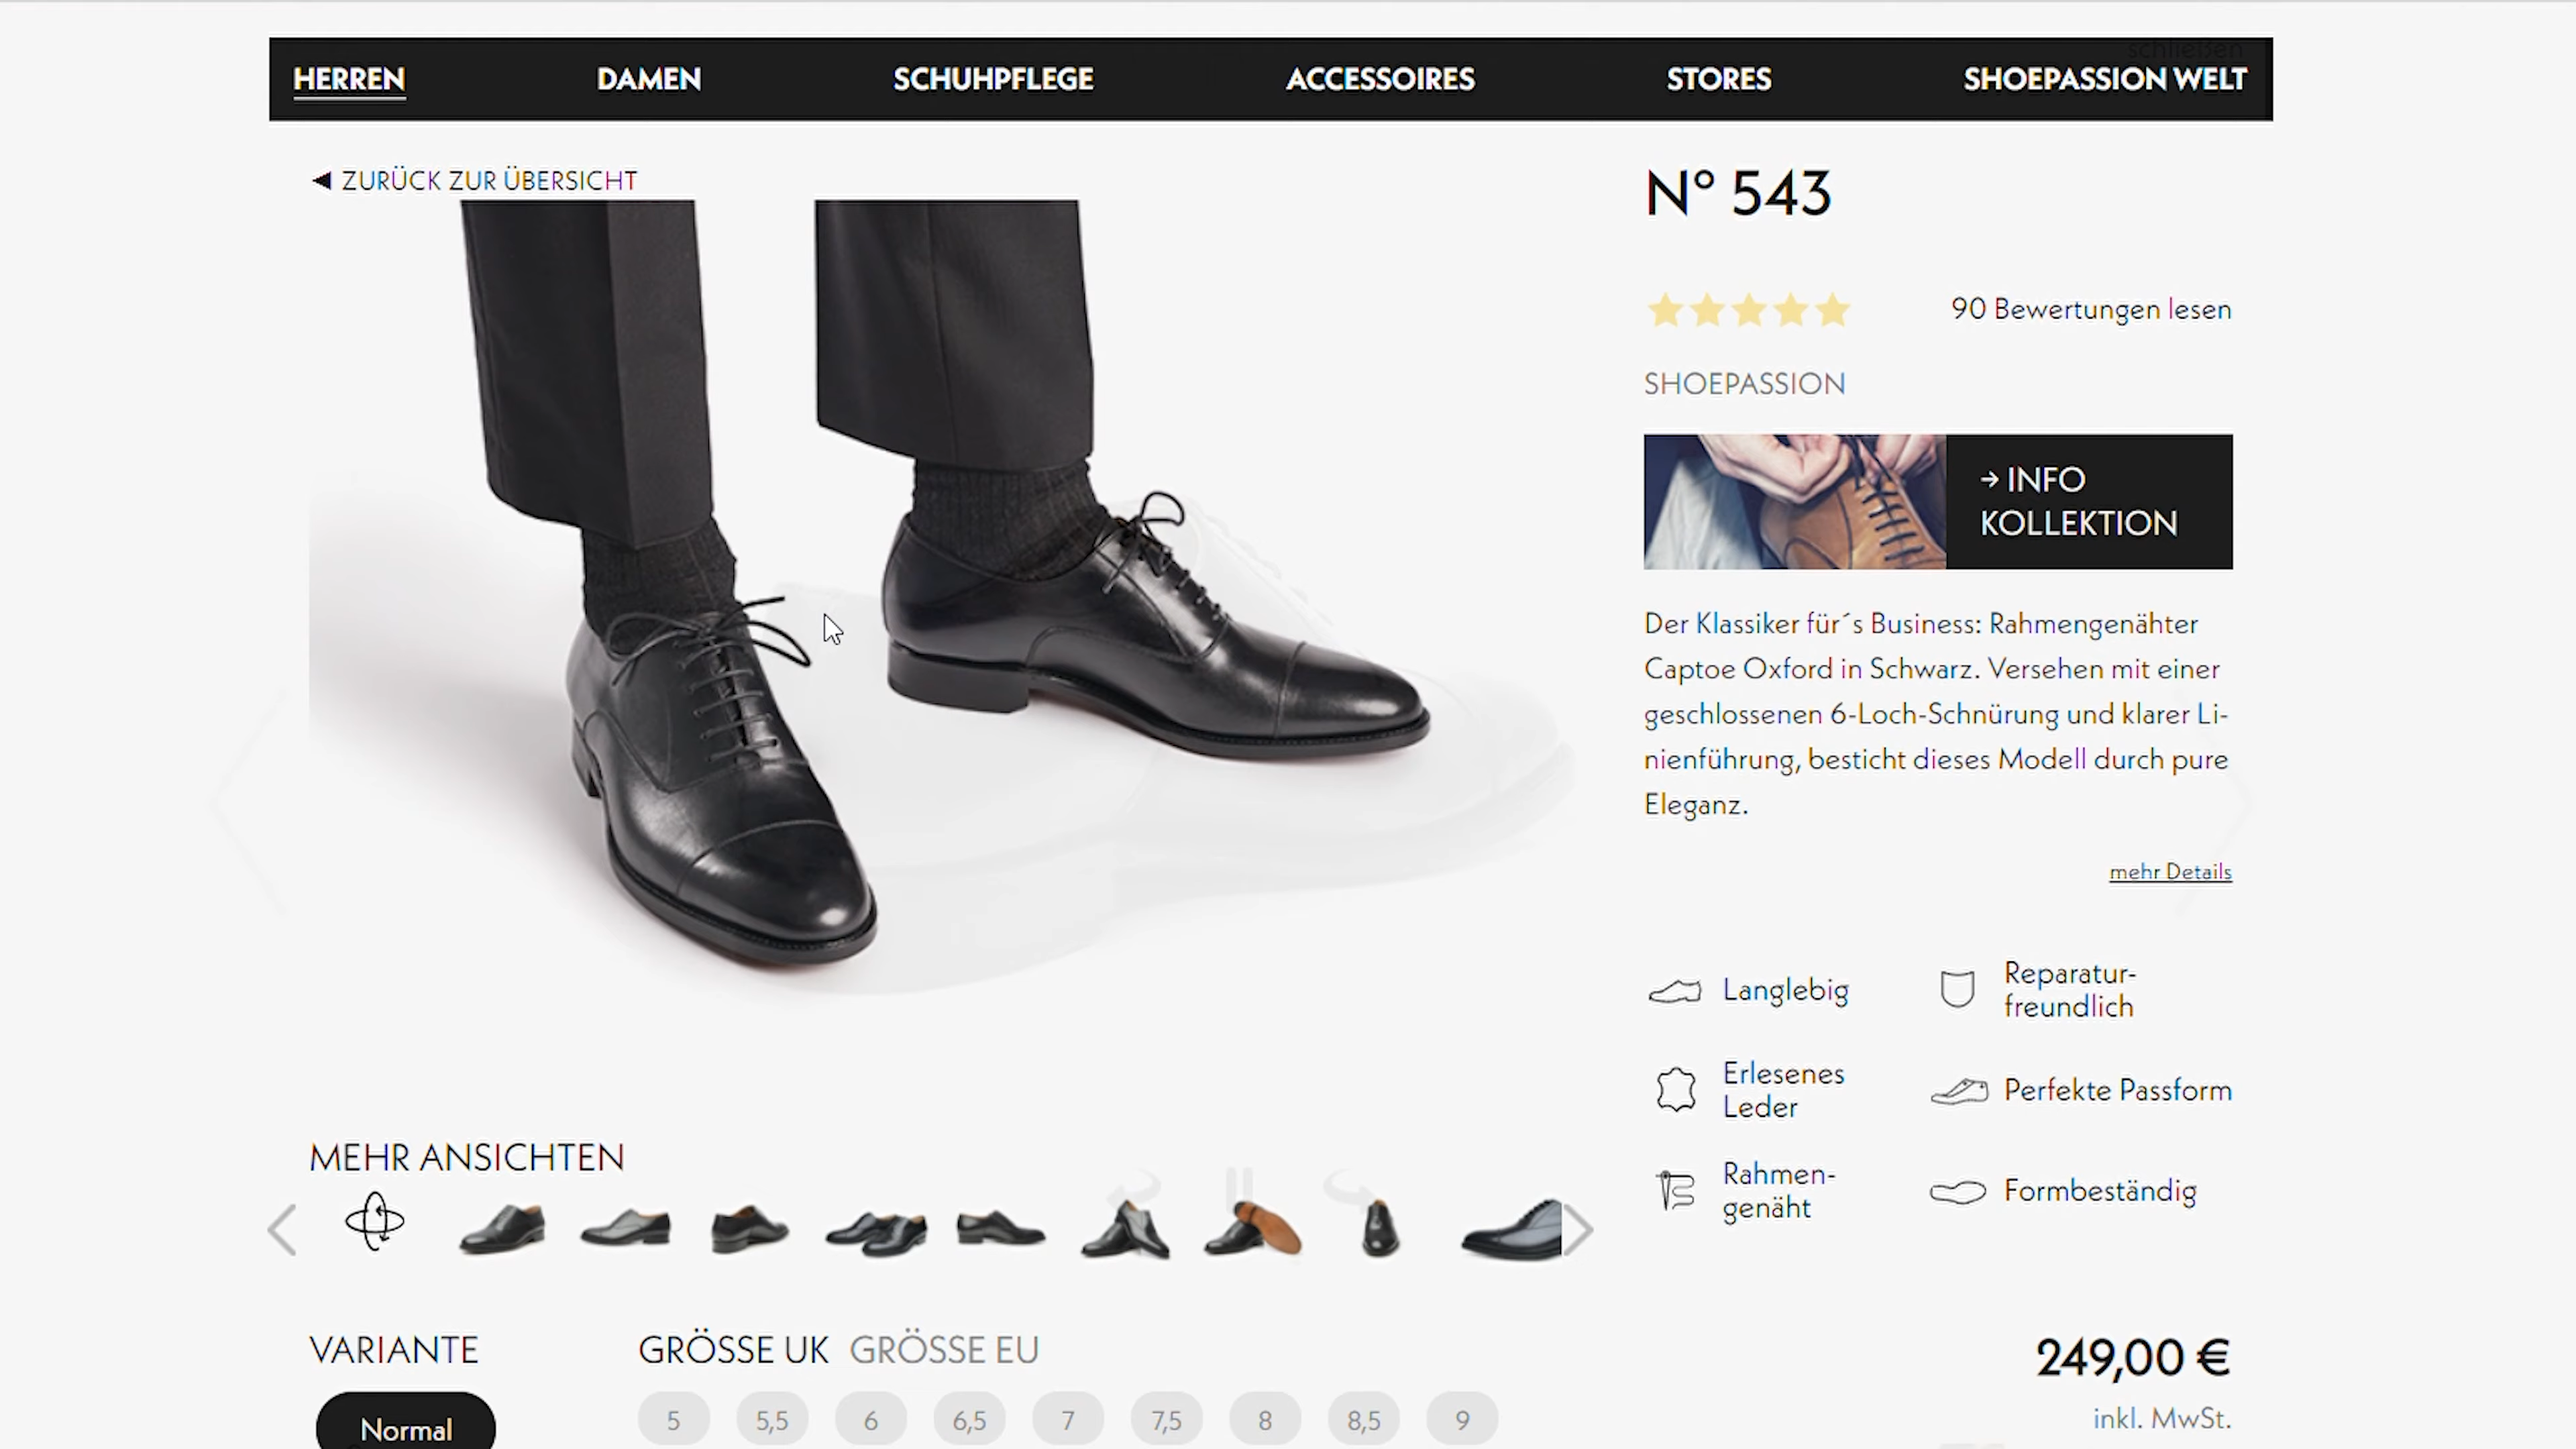 schließen
HERREN DAMEN SCHUHPFLEGE ACCESSOIRES STORES SHOEPASSION WELT
◀ ZURÜCK ZUR ÜBERSICHT
N° 543
90 Bewertungen lesen
SHOEPASSION
→ INFO
KOLLEKTION
Der Klassiker für´s Business: Rahmengenähter
Captoe Oxford in Schwarz. Versehen mit einer
geschlossenen 6-Loch-Schnürung und klarer Li-
nienführung, besticht dieses Modell durch pure
Eleganz.
mehr Details
Langlebig
Reparatur-
freundlich
Erlesenes
Leder
Perfekte Passform
Rahmen-
genäht
Formbeständig
MEHR ANSICHTEN
VARIANTE
Normal
GRÖSSE UK GRÖSSE EU
5 5,5 6 6,5 7 7,5 8 8,5 9
249,00 €
inkl. MwSt.